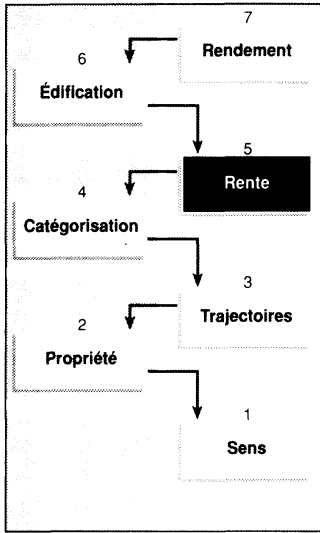 7
Rendement
6
Édification
5
Rente
4
Catégorisation
3
Trajectoires
2
Propriété
1
Sens